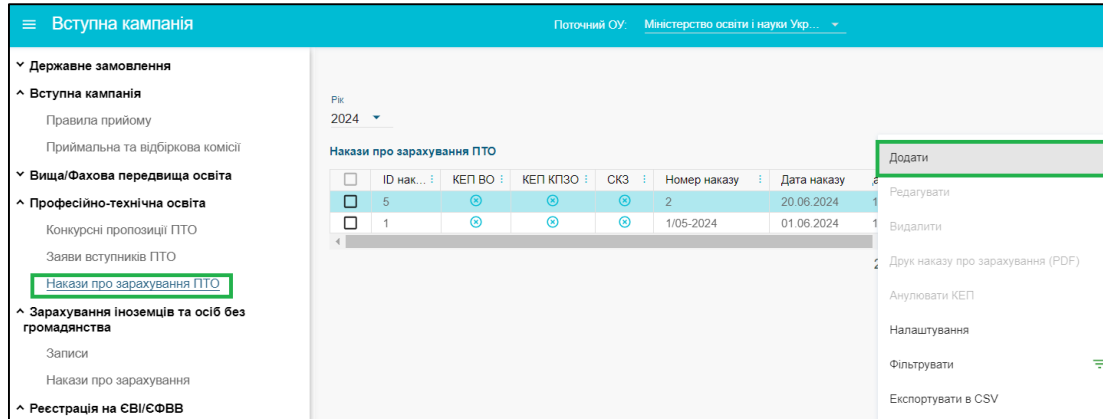 Вступна кампанія
Поточний ОУ: Міністерство освіти і науки Укр...
Державне замовлення
Вступна кампанія
Правила прийому
Приймальна та відбіркова комісії
Вища/Фахова передвища освіта
Професійно-технічна освіта
Конкурсні пропозиції ПТО
Заяви вступників ПТО
Накази про зарахування ПТО
Зарахування іноземців та осіб без
громадянства
Записи
Накази про зарахування
Реєстрація на ЄВІ/ЄФВВ
Рік
2024
Накази про зарахування ПТО
ID нак... КЕП ВО КЕП КПЗО СКЗ Номер наказу Дата наказу
5 2 20.06.2024 1
1 1/05-2024 01.06.2024 1
2
Додати
Редагувати
Видалити
Друк наказу про зарахування (PDF)
Анулювати КЕП
Налаштування
Фільтрувати
Експортувати в CSV